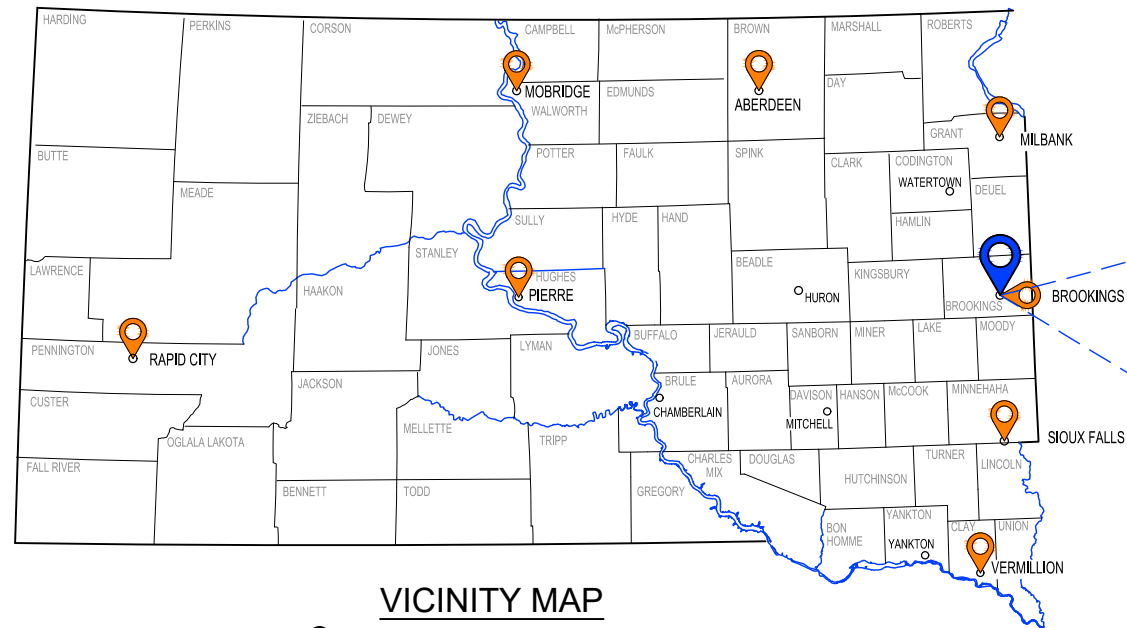 HARDING
PERKINS
CORSON
CAMPBELL
McPHERSON
BROWN
MARSHALL
ROBERTS
MOBRIDGE
WALWORTH
EDMUNDS
ABERDEEN
DAY
ZIEBACH
DEWEY
GRANT
MILBANK
BUTTE
POTTER
FAULK
SPINK
CLARK
CODINGTON
WATERTOWN
DEUEL
MEADE
SULLY
HYDE
HAND
HAMLIN
STANLEY
BEADLE
LAWRENCE
HAAKON
HUGHES
KINGSBURY
PIERRE
HURON
BROOKINGS
BROOKINGS
PENNINGTON
RAPID CITY
JONES
LYMAN
BUFFALO
JERAULD
SANBORN
MINER
LAKE
MOODY
JACKSON
BRULE
AURORA
CUSTER
CHAMBERLAIN
DAVISON
HANSON
McCOOK
MINNEHAHA
MITCHELL
OGLALA LAKOTA
MELLETTE
TRIPP
SIOUX FALLS
FALL RIVER
CHARLES
MIX
DOUGLAS
TURNER
LINCOLN
HUTCHINSON
BENNETT
TODD
GREGORY
BON
HOMME
YANKTON
CLAY
UNION
YANKTON
VERMILLION
VICINITY MAP